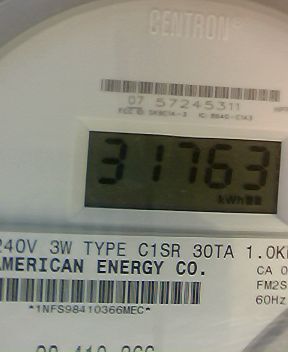 CENTRON®
07 57245311
31763
kWh
240V 3W TYPE C1SR 30TA 1.0K
AMERICAN ENERGY CO.
CA 0
FM2S
60Hz
*1NFS98410366MEC*